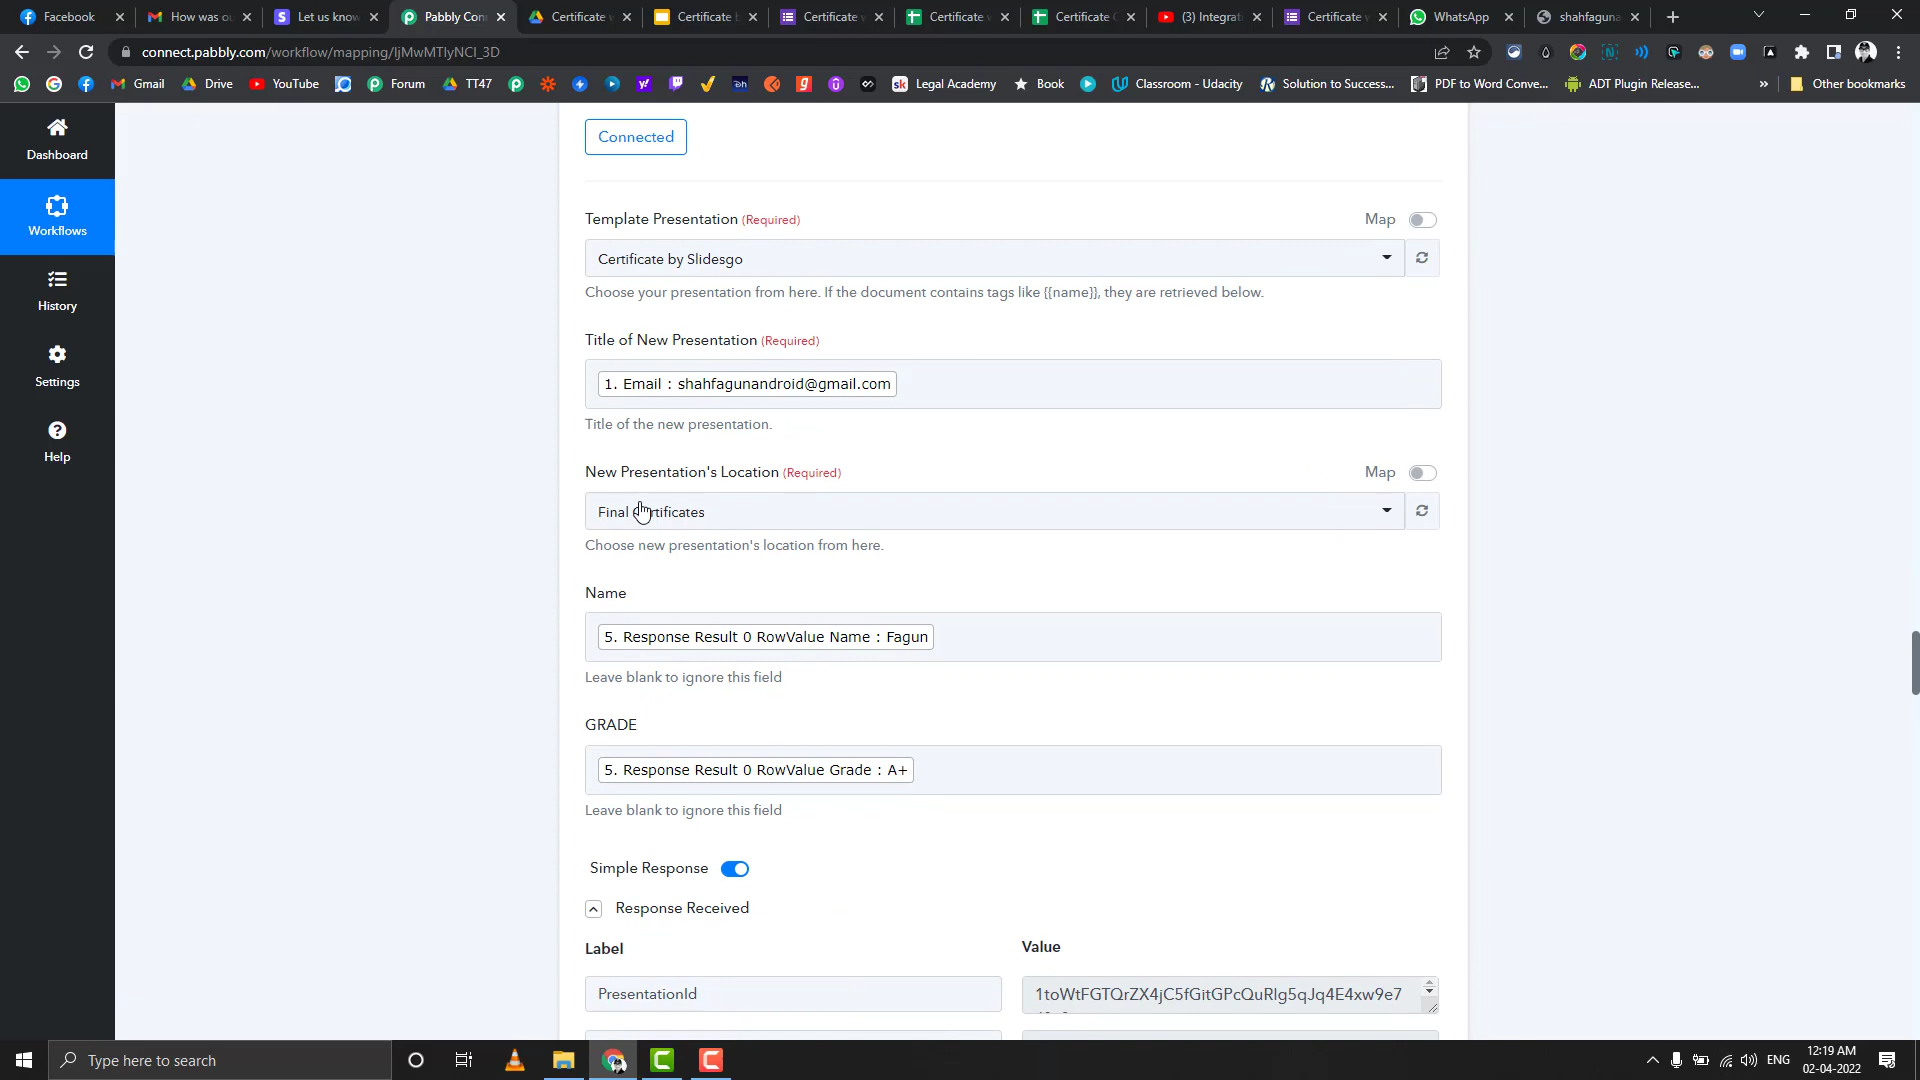 Facebook
How was o
Let us know
Pabbly Con
Certificate
Certificate
Certificate
Certificate
Certificate
(3) Integrat
Certificate
WhatsApp
shahfaguna
connect.pabbly.com/workflow/mapping/IjMwMTIyNCI_3D
Gmail
Drive
YouTube
Forum
TT47
Legal Academy
Book
Classroom - Udacity
Solution to Success...
PDF to Word Conve...
ADT Plugin Release...
Other bookmarks
Dashboard
Workflows
History
Settings
Help
Connected
Template Presentation (Required)
Map
Certificate by Slidesgo
Choose your presentation from here. If the document contains tags like {{name}}, they are retrieved below.
Title of New Presentation (Required)
1. Email : shahfagunandroid@gmail.com
Title of the new presentation.
New Presentation's Location (Required)
Map
Final Certificates
Choose new presentation's location from here.
Name
5. Response Result 0 RowValue Name : Fagun
Leave blank to ignore this field
GRADE
5. Response Result 0 RowValue Grade : A+
Leave blank to ignore this field
Simple Response
Response Received
Label
Value
PresentationId
1toWtFGTQrZX4jC5fGitGPcQuRlg5qJq4E4xw9e7
Type here to search
ENG
12:19 AM
02-04-2022